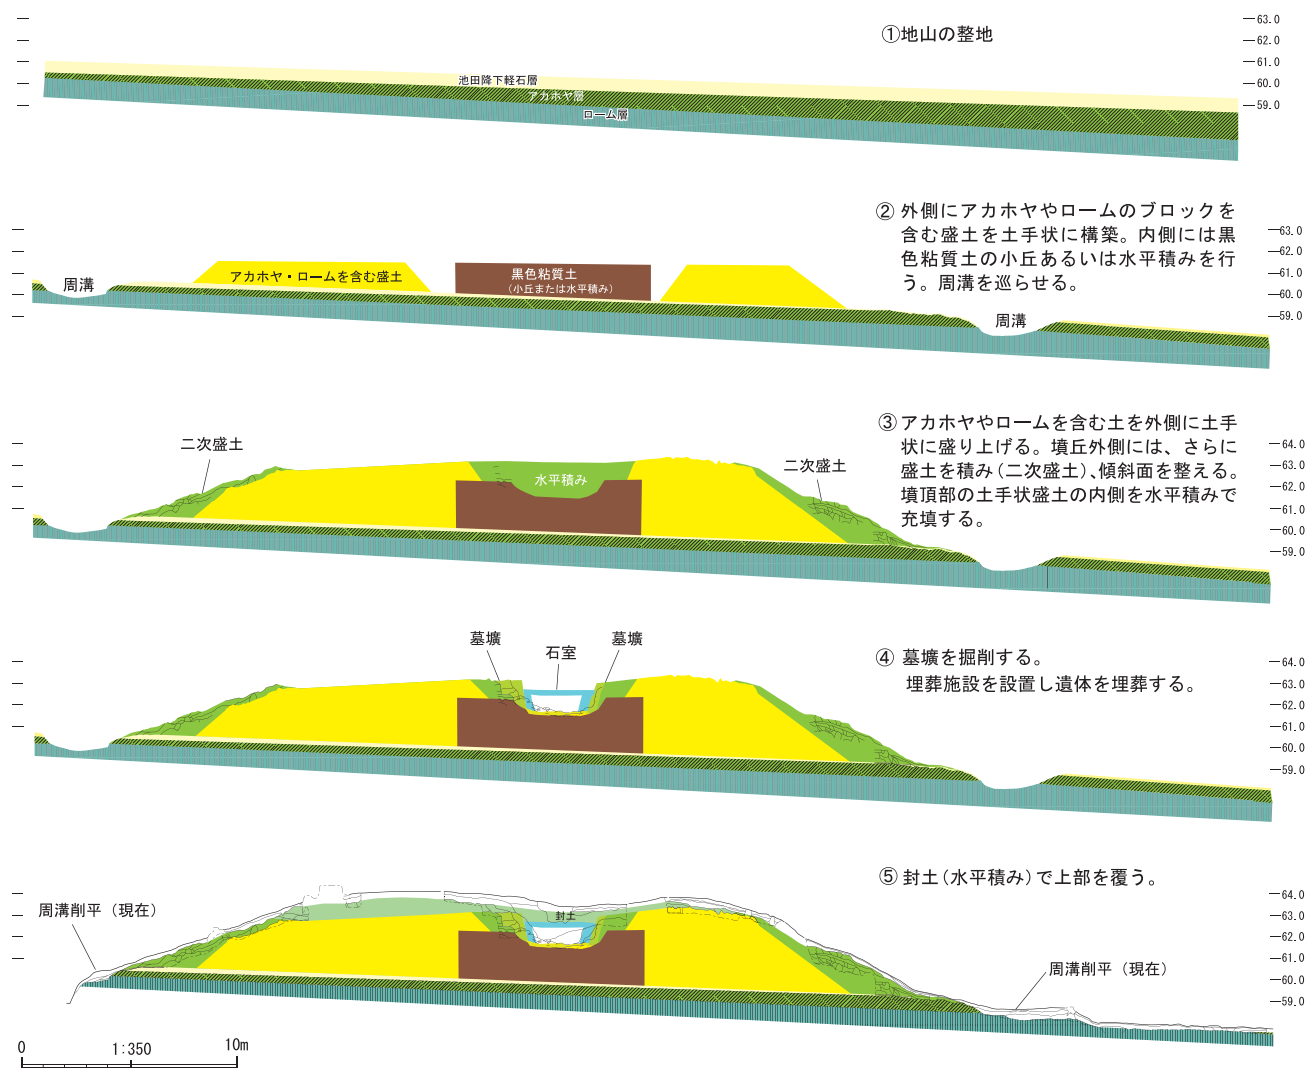 ①地山の整地
63.0
62.0
61.0
60.0
59.0
池田降下軽石層
アカホヤ層
ローム層
② 外側にアカホヤやロームのブロックを
含む盛土を土手状に構築。内側には黒
色粘質土の小丘あるいは水平積みを行
う。周溝を巡らせる。
63.0
62.0
61.0
60.0
59.0
周溝
アカホヤ・ロームを含む盛土
黒色粘質土
(小丘または水平積み)
周溝
③ アカホヤやロームを含む土を外側に土手
状に盛り上げる。墳丘外側には、さらに
盛土を積み(二次盛土)、傾斜面を整える。
墳頂部の土手状盛土の内側を水平積みで
充填する。
64.0
63.0
62.0
61.0
60.0
59.0
二次盛土
水平積み
二次盛土
④ 墓壙を掘削する。
埋葬施設を設置し遺体を埋葬する。
64.0
63.0
62.0
61.0
60.0
59.0
墓壙
石室
墓壙
⑤ 封土(水平積み)で上部を覆う。
64.0
63.0
62.0
61.0
60.0
59.0
周溝削平(現在)
封土
周溝削平(現在)
0
1:350
10m